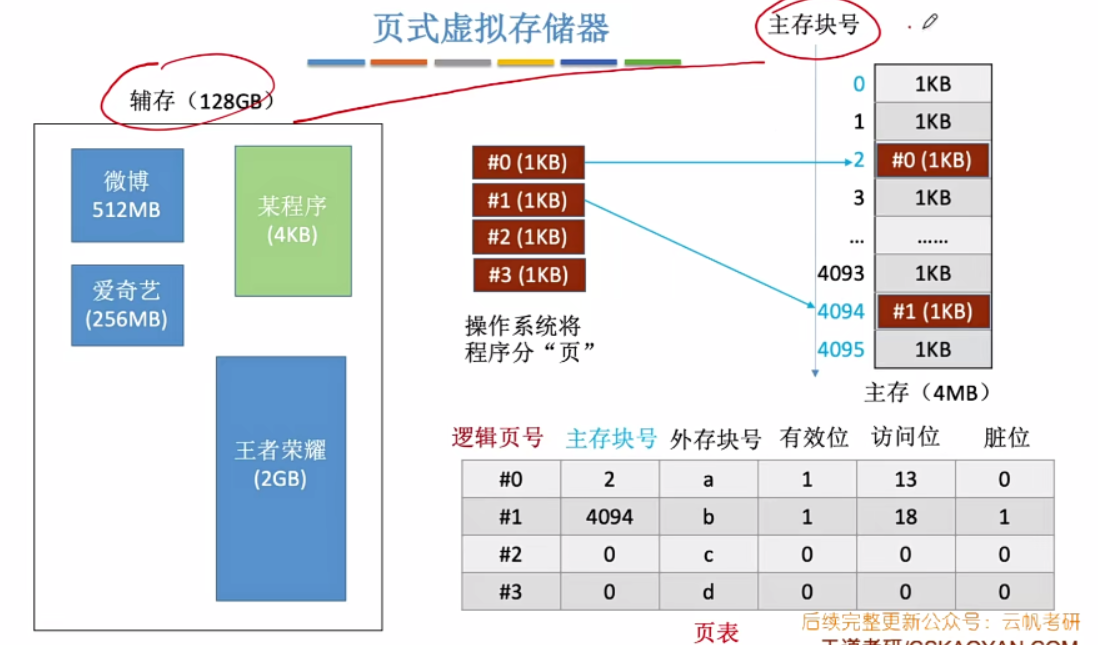 页式虚拟存储器
主存块号
辅存（128GB）
微博
512MB
某程序
(4KB)
爱奇艺
(256MB)
王者荣耀
(2GB)
#0 (1KB)
#1 (1KB)
#2 (1KB)
#3 (1KB)
操作系统将
程序分“页”
0 1KB
1 1KB
2 #0 (1KB)
3 1KB
... ......
4093 1KB
4094 #1 (1KB)
4095 1KB
主存（4MB）
逻辑页号 主存块号 外存块号 有效位 访问位 脏位
#0 2 a 1 13 0
#1 4094 b 1 18 1
#2 0 c 0 0 0
#3 0 d 0 0 0
页表
后续完整更新公众号：云帆考研